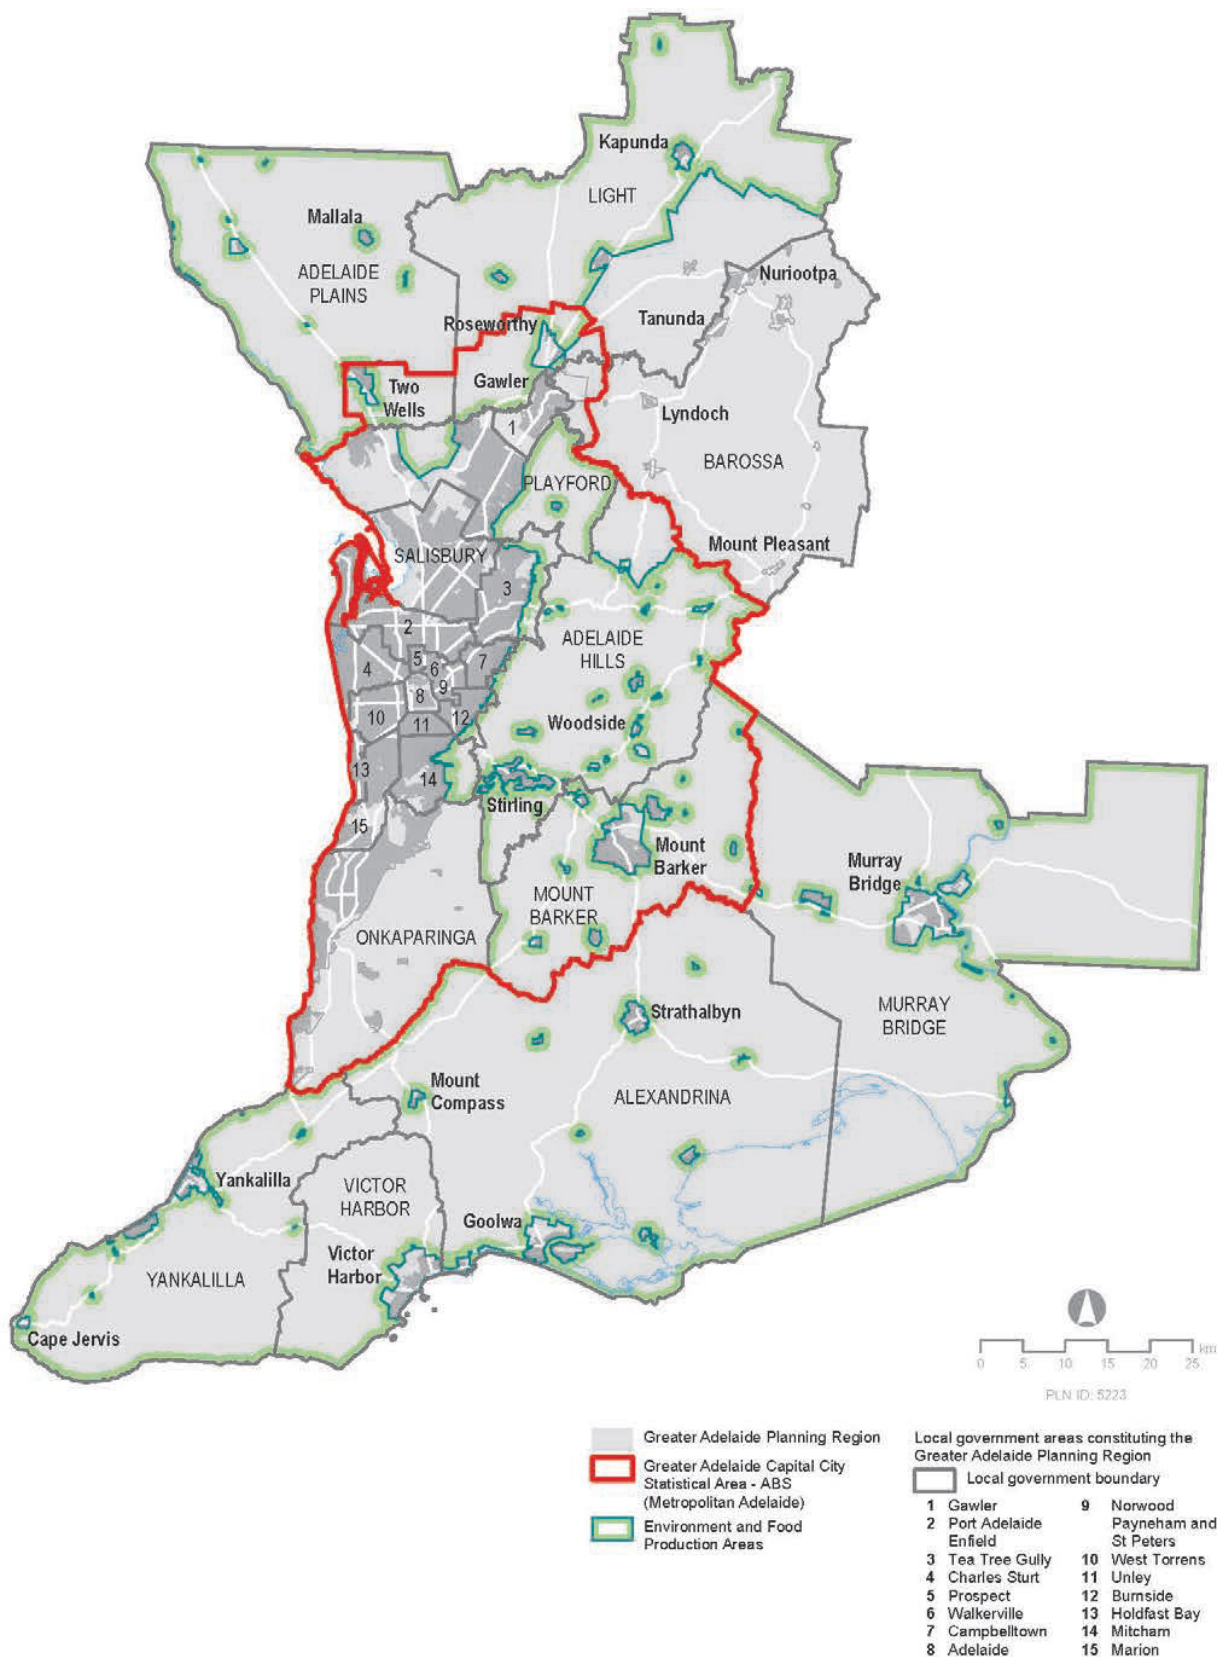 Kapunda
LIGHT
Mallala
ADELAIDE
PLAINS
Nuriootpa
Tanunda
Roseworthy
Gawler
Two
Wells
Lyndoch
1
BAROSSA
PLAYFORD
Mount Pleasant
SALISBURY
3
2
ADELAIDE
HILLS
4
5
6
7
9
8
10
11
12
Woodside
13
14
Stirling
15
Mount
Barker
Murray
Bridge
MOUNT
BARKER
ONKAPARINGA
Strathalbyn
MURRAY
BRIDGE
Mount
Compass
ALEXANDRINA
Yankalilla
VICTOR
HARBOR
Goolwa
Victor
Harbor
YANKALILLA
Cape Jervis
km
0 5 10 15 20 25
PLN ID: 5223
Greater Adelaide Planning Region
Greater Adelaide Capital City
Statistical Area - ABS
(Metropolitan Adelaide)
Environment and Food
Production Areas
Local government areas constituting the
Greater Adelaide Planning Region
Local government boundary
1 Gawler
2 Port Adelaide
Enfield
3 Tea Tree Gully
4 Charles Sturt
5 Prospect
6 Walkerville
7 Campbelltown
8 Adelaide
9 Norwood
Payneham and
St Peters
10 West Torrens
11 Unley
12 Burnside
13 Holdfast Bay
14 Mitcham
15 Marion